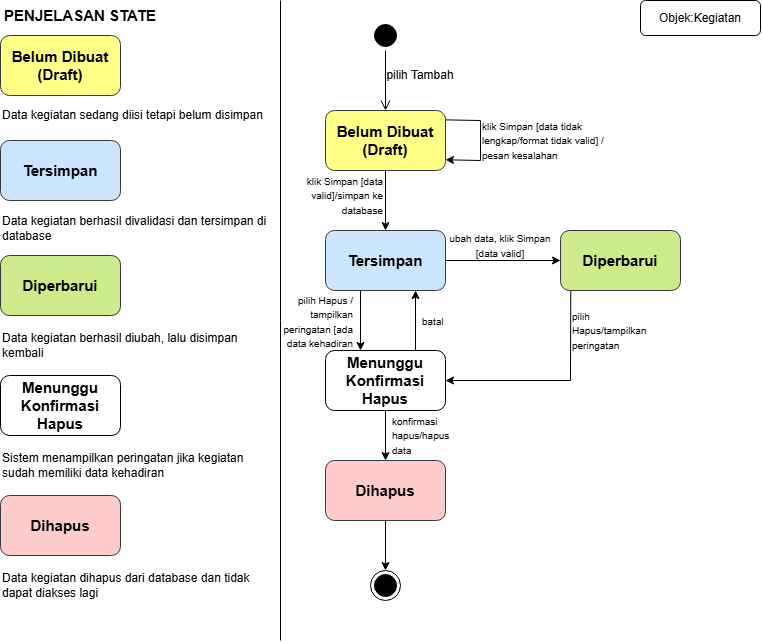 PENJELASAN STATE
Belum Dibuat
(Draft)
Data kegiatan sedang diisi tetapi belum disimpan
Tersimpan
Data kegiatan berhasil divalidasi dan tersimpan di
database
Diperbarui
Data kegiatan berhasil diubah, lalu disimpan
kembali
Menunggu
Konfirmasi
Hapus
Sistem menampilkan peringatan jika kegiatan
sudah memiliki data kehadiran
Dihapus
Data kegiatan dihapus dari database dan tidak
dapat diakses lagi
Objek:Kegiatan
pilih Tambah
Belum Dibuat
(Draft)
klik Simpan [data tidak
lengkap/format tidak valid] /
pesan kesalahan
klik Simpan [data
valid]/simpan ke
database
Tersimpan
ubah data, klik Simpan
[data valid]
Diperbarui
pilih Hapus /
tampilkan
peringatan [ada
data kehadiran
batal
pilih
Hapus/tampilkan
peringatan
Menunggu
Konfirmasi
Hapus
konfirmasi
hapus/hapus
data
Dihapus